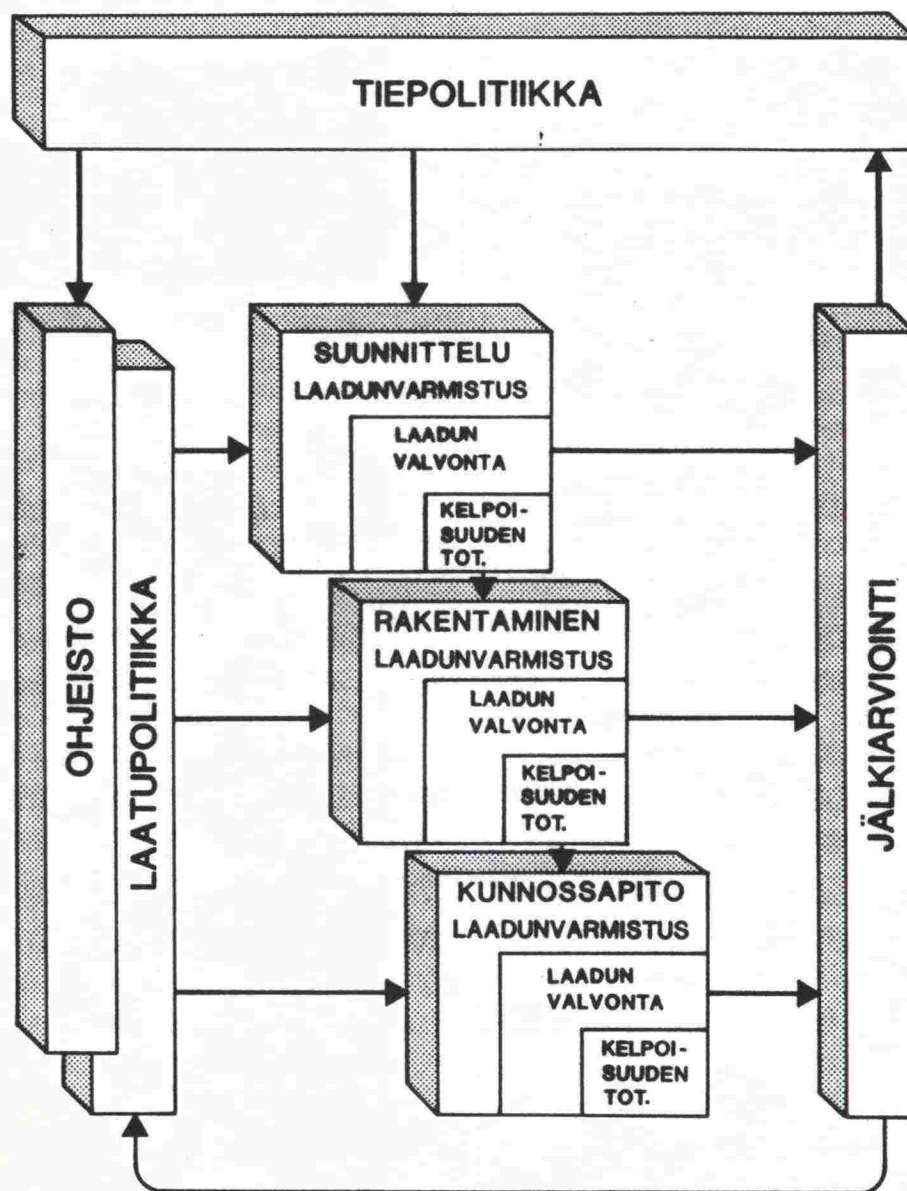 TIEPOLITIIKKA
OHJEISTO
LAATUPOLITIIKKA
SUUNNITTELU
LAADUNVARMISTUS
LAADUN
VALVONTA
KELPOI-
SUUDEN
TOT.
RAKENTAMINEN
LAADUNVARMISTUS
LAADUN
VALVONTA
KELPOI-
SUUDEN
TOT.
KUNNOSSAPITO
LAADUNVARMISTUS
LAADUN
VALVONTA
KELPOI-
SUUDEN
TOT.
JÄLKIARVIOINTI